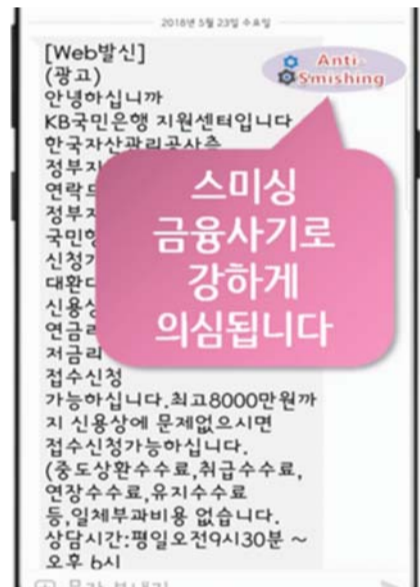 2018년 5월 23일 수요일
[Web발신]
(광고)
안녕하십니까
KB국민은행 지원센터입니다
한국자산관리공사측
정부지
연락드
정부지
국민행
신청가
대환다
신용상
연금리
저금리
접수신청
가능하십니다.최고8000만원까
지 신용상에 문제없으시면
접수신청가능하십니다.
(중도상환수수료,취급수수료,
연장수수료,유지수수료
등,일체부과비용 없습니다.
상담시간:평일오전9시30분 ~
오후 6시
Anti-
Smishing
스미싱
금융사기로
강하게
의심됩니다